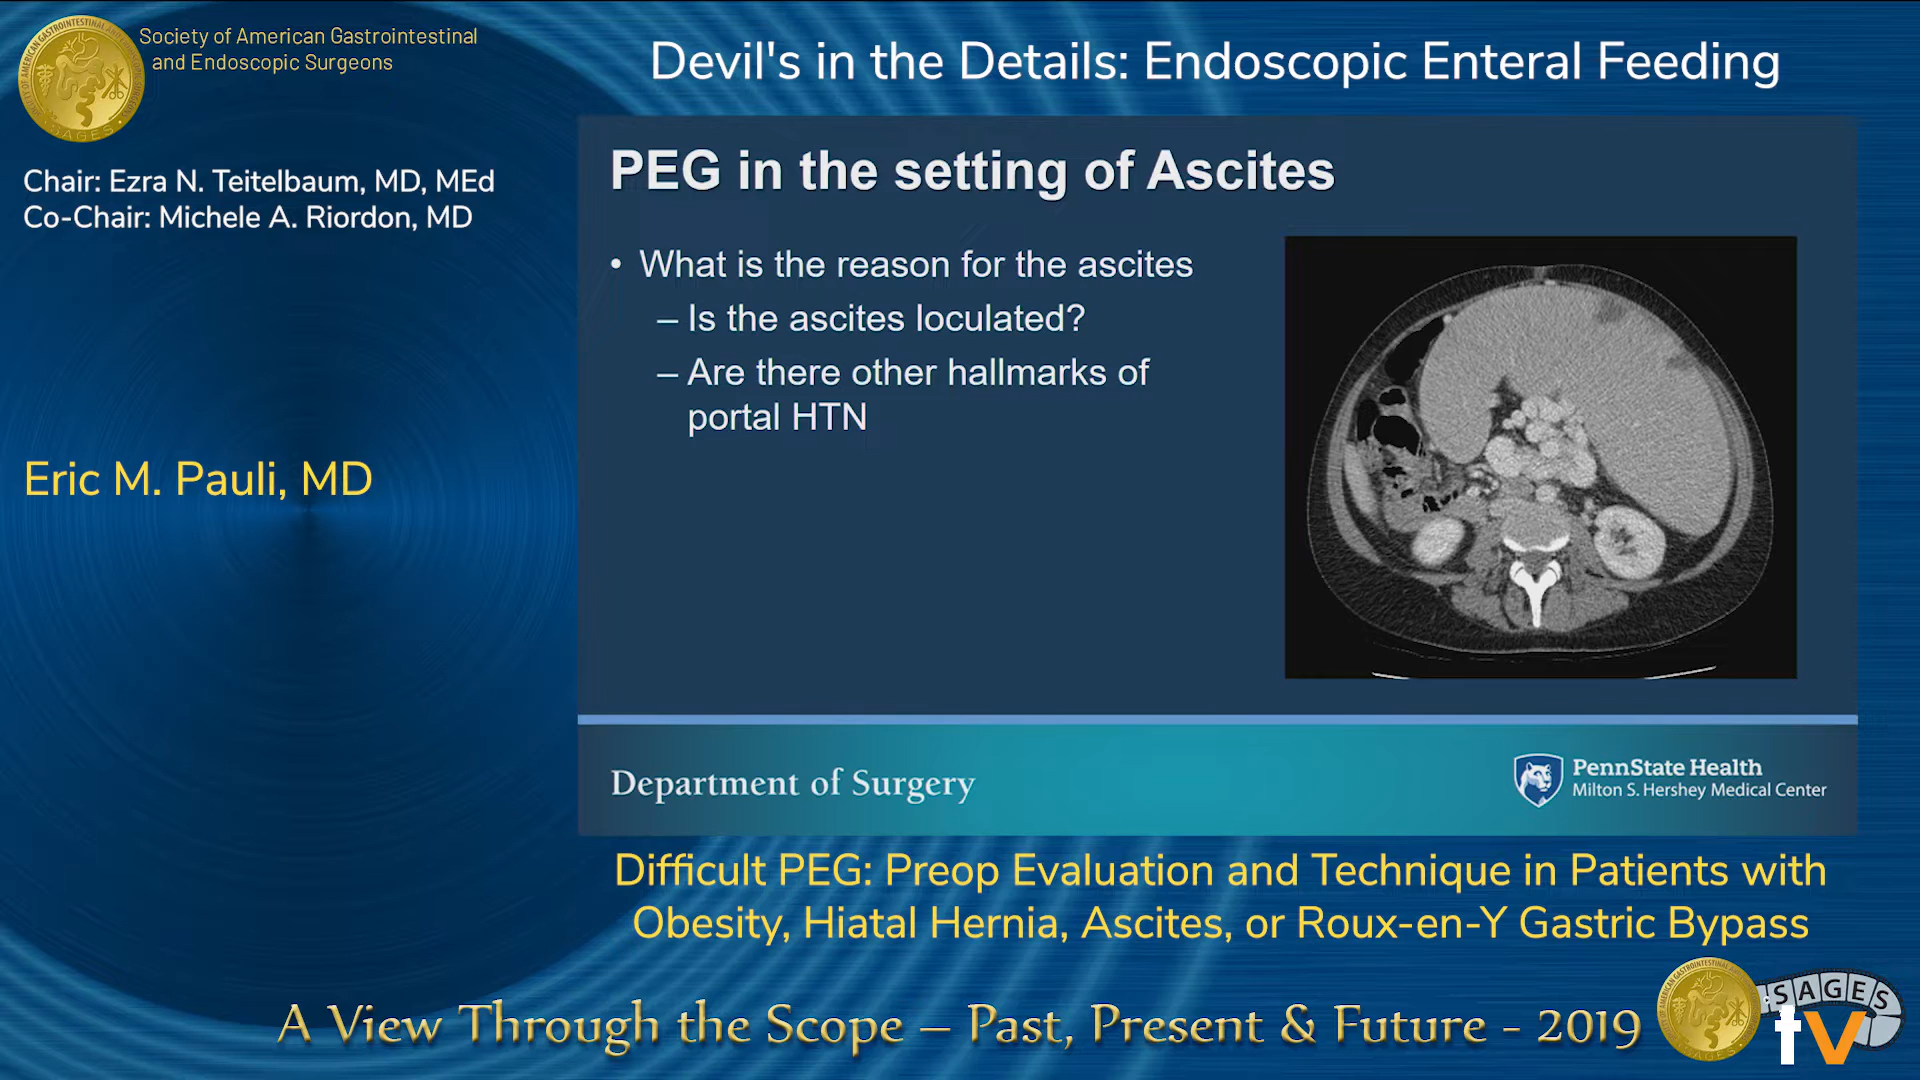 Society of American Gastrointestinal
and Endoscopic Surgeons
Devil's in the Details: Endoscopic Enteral Feeding
Chair: Ezra N. Teitelbaum, MD, MEd
Co-Chair: Michele A. Riordon, MD
Eric M. Pauli, MD
PEG in the setting of Ascites
• What is the reason for the ascites
– Is the ascites loculated?
– Are there other hallmarks of
portal HTN
Department of Surgery
PennState Health
Milton S. Hershey Medical Center
Difficult PEG: Preop Evaluation and Technique in Patients with
Obesity, Hiatal Hernia, Ascites, or Roux-en-Y Gastric Bypass
A View Through the Scope – Past, Present & Future - 2019
SAGES
tv